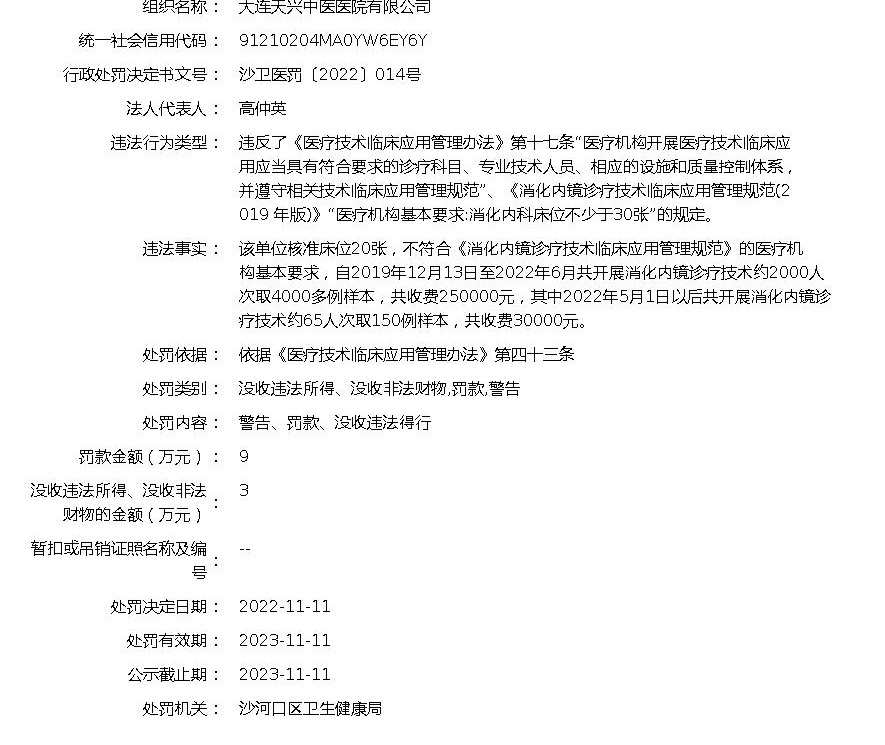 组织名称： 大连天兴中医医院有限公司
统一社会信用代码： 91210204MA0YW6EY6Y
行政处罚决定书文号： 沙卫医罚〔2022〕014号
法人代表人： 高仲英
违法行为类型： 违反了《医疗技术临床应用管理办法》第十七条“医疗机构开展医疗技术临床应
用应当具有符合要求的诊疗科目、专业技术人员、相应的设施和质量控制体系，
并遵守相关技术临床应用管理规范”、《消化内镜诊疗技术临床应用管理规范(2
019 年版)》“医疗机构基本要求:消化内科床位不少于30张”的规定。
违法事实： 该单位核准床位20张，不符合《消化内镜诊疗技术临床应用管理规范》的医疗机
构基本要求，自2019年12月13日至2022年6月共开展消化内镜诊疗技术约2000人
次取4000多例样本，共收费250000元，其中2022年5月1日以后共开展消化内镜诊
疗技术约65人次取150例样本，共收费30000元。
处罚依据： 依据《医疗技术临床应用管理办法》第四十三条
处罚类别： 没收违法所得、没收非法财物,罚款,警告
处罚内容： 警告、罚款、没收违法得行
罚款金额（万元）： 9
没收违法所得、没收非法
财物的金额（万元）： 3
暂扣或吊销证照名称及编
号： --
处罚决定日期： 2022-11-11
处罚有效期： 2023-11-11
公示截止期： 2023-11-11
处罚机关： 沙河口区卫生健康局